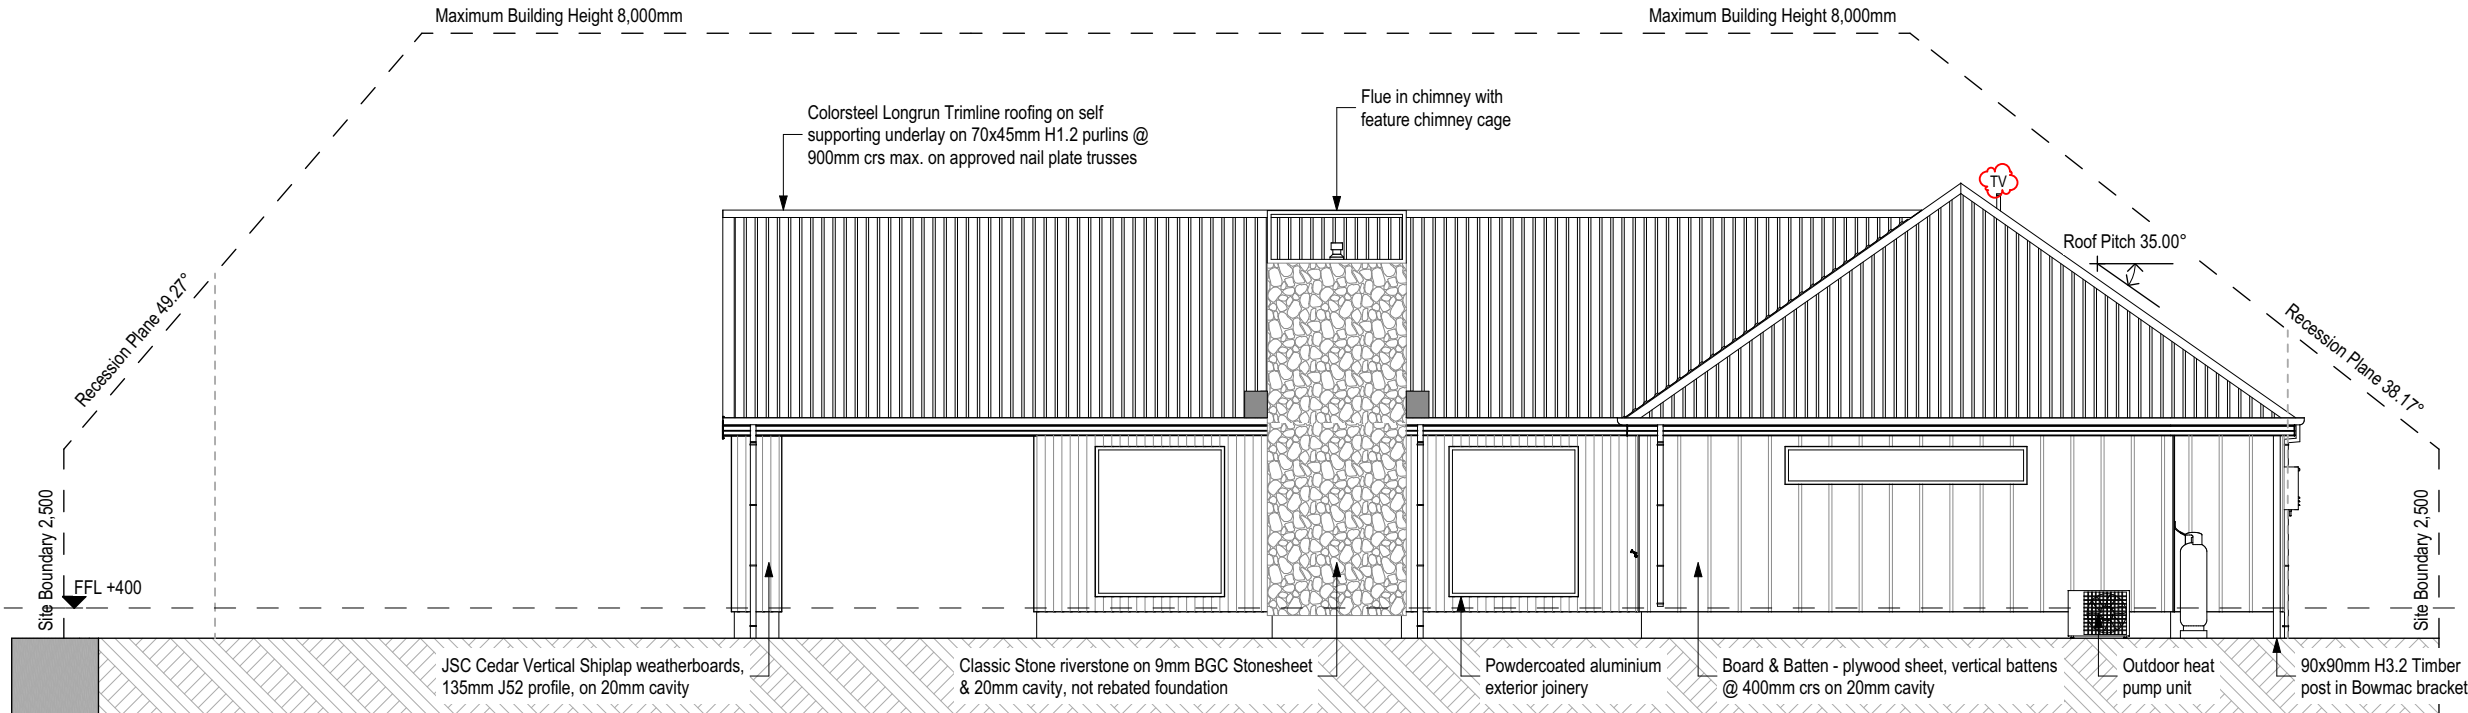 Maximum Building Height 8,000mm
Maximum Building Height 8,000mm
Colorsteel Longrun Trimline roofing on self
supporting underlay on 70x45mm H1.2 purlins @
900mm crs max. on approved nail plate trusses
Flue in chimney with
feature chimney cage
TV
Roof Pitch 35.00°
Recession Plane 49.27°
Recession Plane 38.17°
Site Boundary 2,500
FFL +400
Site Boundary 2,500
JSC Cedar Vertical Shiplap weatherboards,
135mm J52 profile, on 20mm cavity
Classic Stone riverstone on 9mm BGC Stonesheet
& 20mm cavity, not rebated foundation
Powdercoated aluminium
exterior joinery
Board & Batten - plywood sheet, vertical battens
@ 400mm crs on 20mm cavity
Outdoor heat
pump unit
90x90mm H3.2 Timber
post in Bowmac bracket